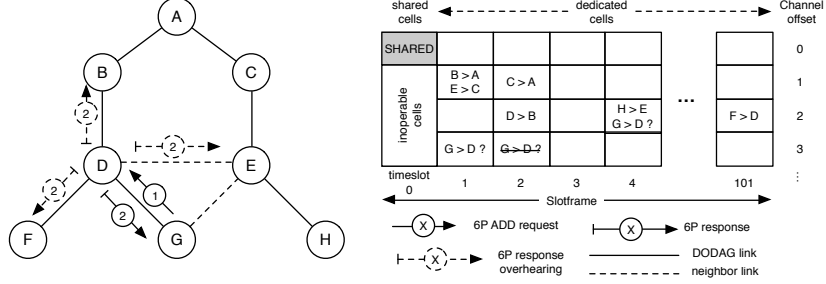 A
B
C
2
2
D
E
2
1
2
F
G
H
shared cells
dedicated cells
Channel offset
SHARED
0
inoperable cells
B > A
E > C
C > A
1
D > B
H > E
G > D ?
...
F > D
2
G > D ?
G > D ?
3
timeslot
0
1
2
3
4
101
⋮
Slotframe
X
6P ADD request
X
6P response
X
6P response
overhearing
DODAG link
neighbor link